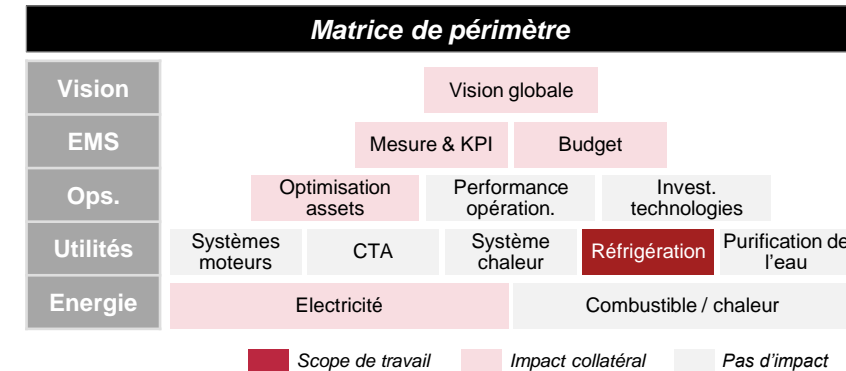 Matrice de périmètre
Vision
Vision globale
EMS
Mesure & KPI
Budget
Ops.
Optimisation
assets
Performance
opération.
Invest.
technologies
Utilités
Systèmes
moteurs
CTA
Système
chaleur
Réfrigération
Purification de
l'eau
Energie
Electricité
Combustible / chaleur
Scope de travail
Impact collatéral
Pas d'impact